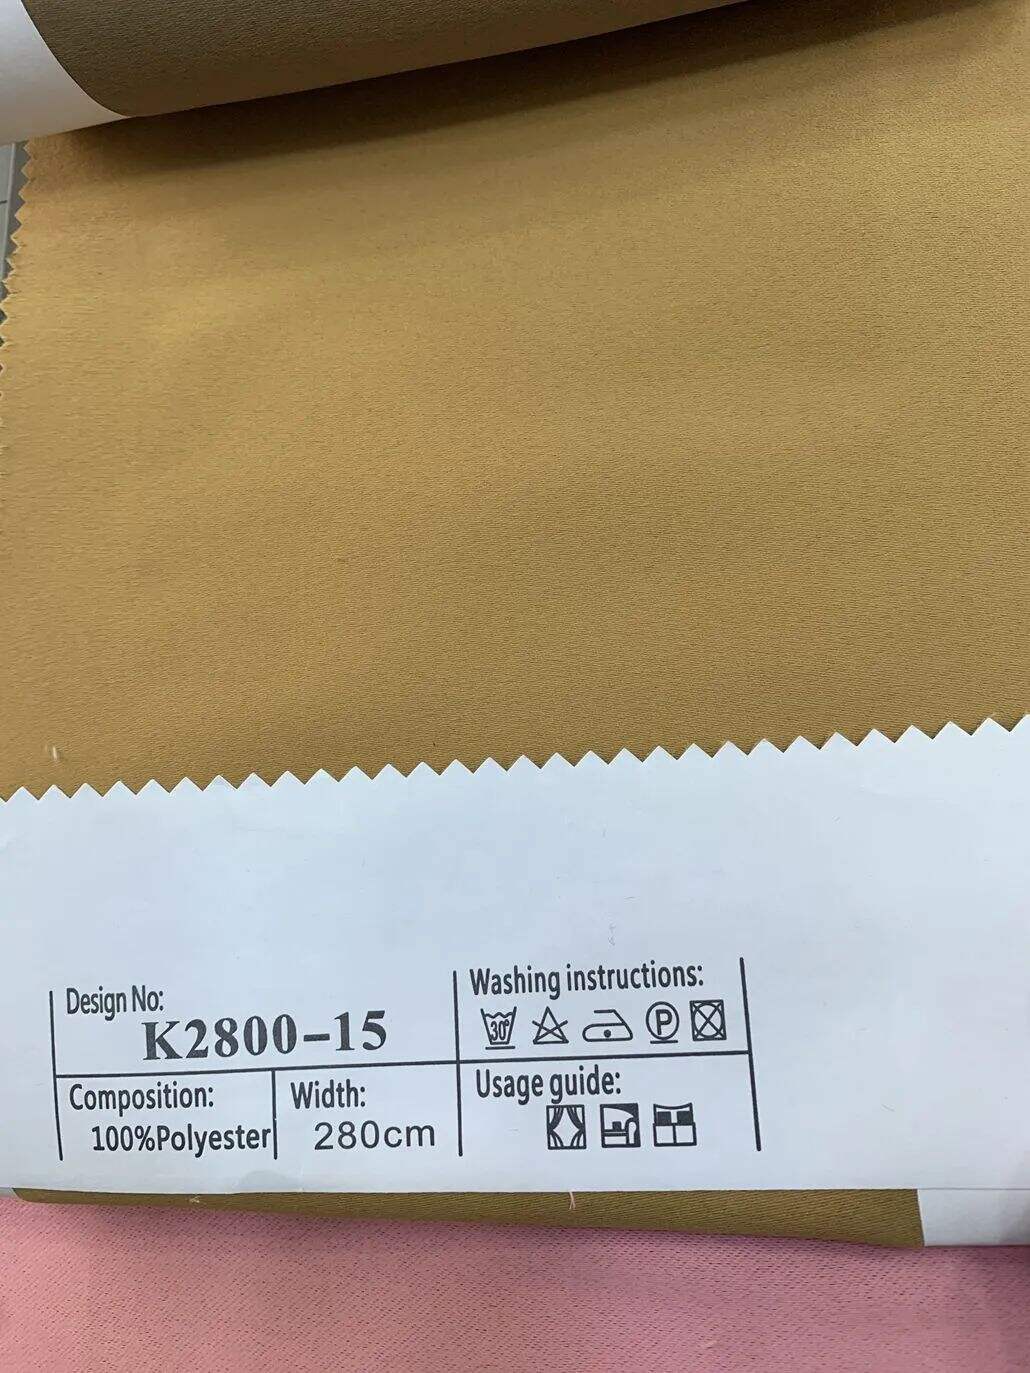 Design No:
K2800-15
Washing instructions:
30°
P
Composition:
100%Polyester
Width:
280cm
Usage guide: